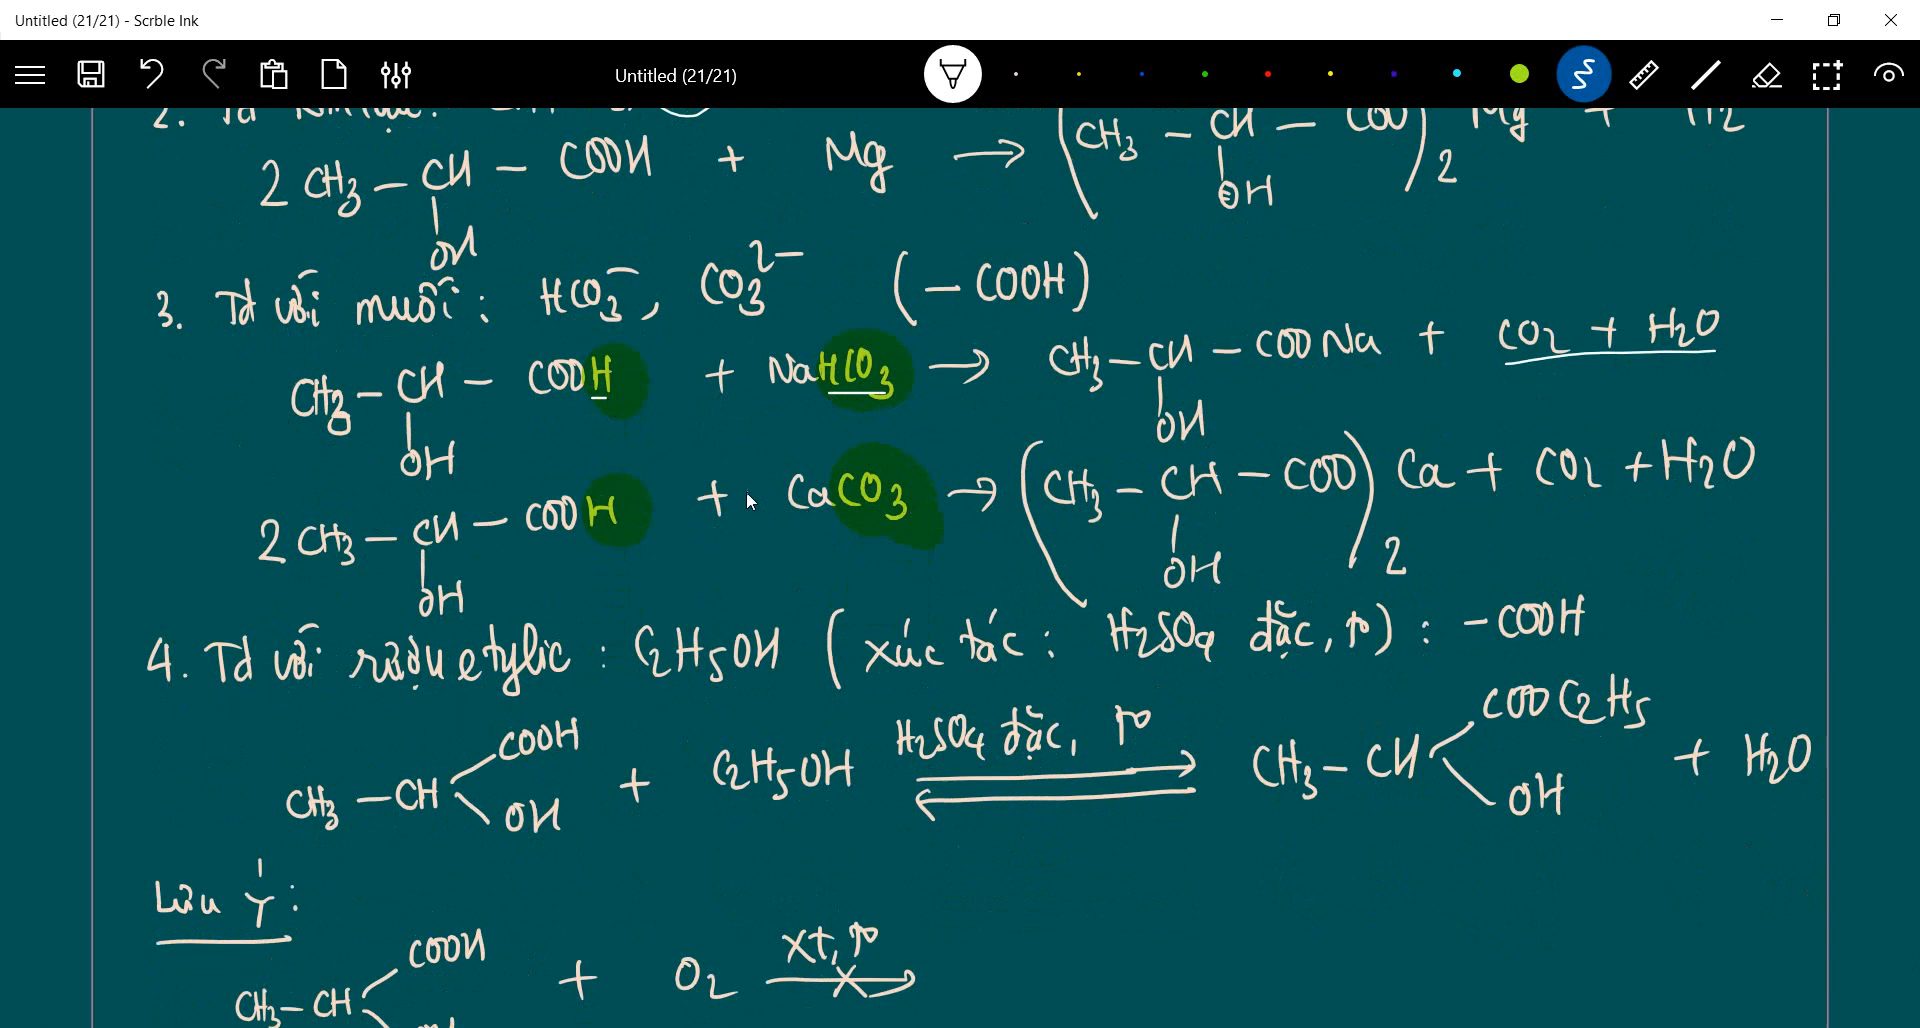 Untitled (21/21) - Scrble Ink
Untitled (21/21)
2 CH3 – CH – COOH + Mg → (CH3 – CH – COO)2 Mg + H2
OH OH
3. Td với muối: HCO3⁻, CO3²⁻ (– COOH)
CH3 – CH – COOH + NaHCO3 → CH3 – CH – COONa + CO2 + H2O
OH OH
2 CH3 – CH – COOH + CaCO3 → (CH3 – CH – COO)2 Ca + CO2 + H2O
OH OH
4. Td với rượu etylic: C2H5OH (xúc tác: H2SO4 đặc, t°): – COOH
COOH H2SO4 đặc, t° COOC2H5
CH3 – CH + C2H5OH ⇌ CH3 – CH + H2O
OH OH
Lưu Ý:
COOH xt, t°
CH3 – CH + O2